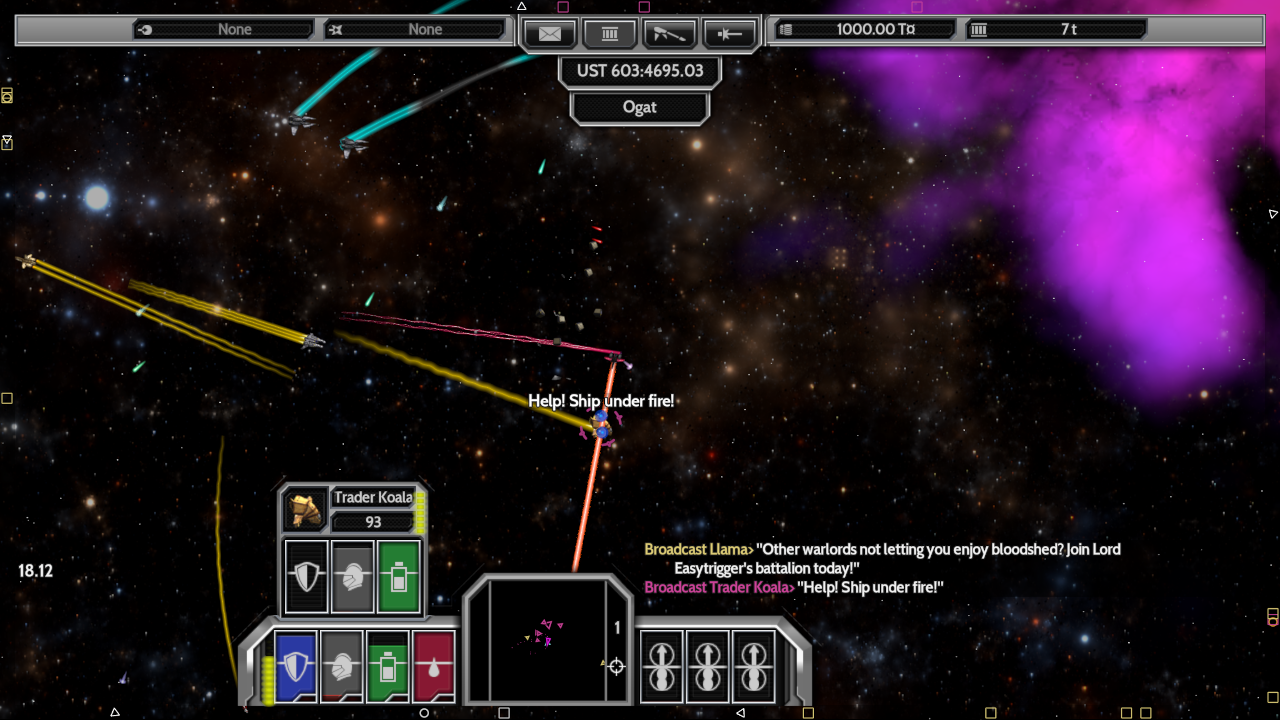 None
None
1000.00 T¤
7 t
UST 603:4695.03
Ogat
Help! Ship under fire!
Trader Koala
93
18.12
Broadcast Llama> "Other warlords not letting you enjoy bloodshed? Join Lord
Easytrigger's battalion today!"
Broadcast Trader Koala> "Help! Ship under fire!"
1